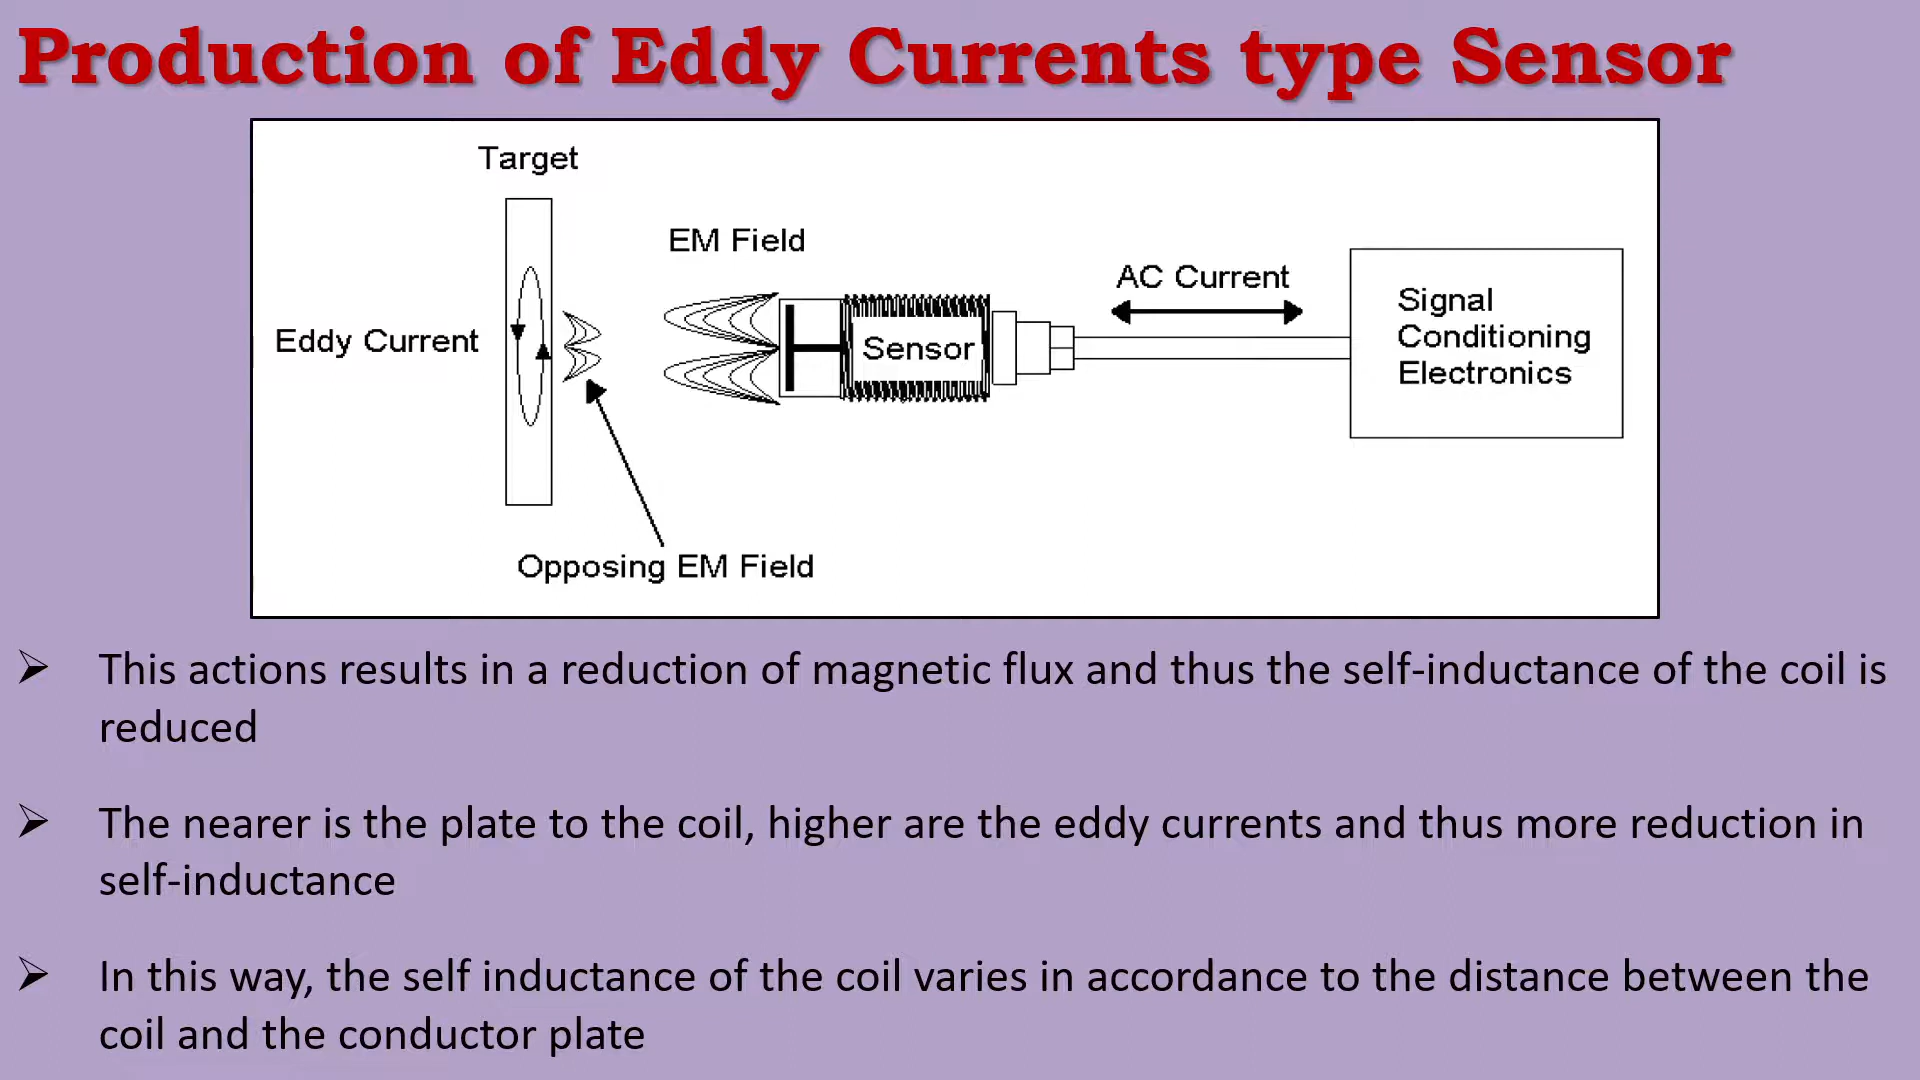 Production of Eddy Currents type Sensor
Target
EM Field
AC Current
Signal
Conditioning
Electronics
Eddy Current
Sensor
Opposing EM Field
This actions results in a reduction of magnetic flux and thus the self-inductance of the coil is
reduced
The nearer is the plate to the coil, higher are the eddy currents and thus more reduction in
self-inductance
In this way, the self inductance of the coil varies in accordance to the distance between the
coil and the conductor plate